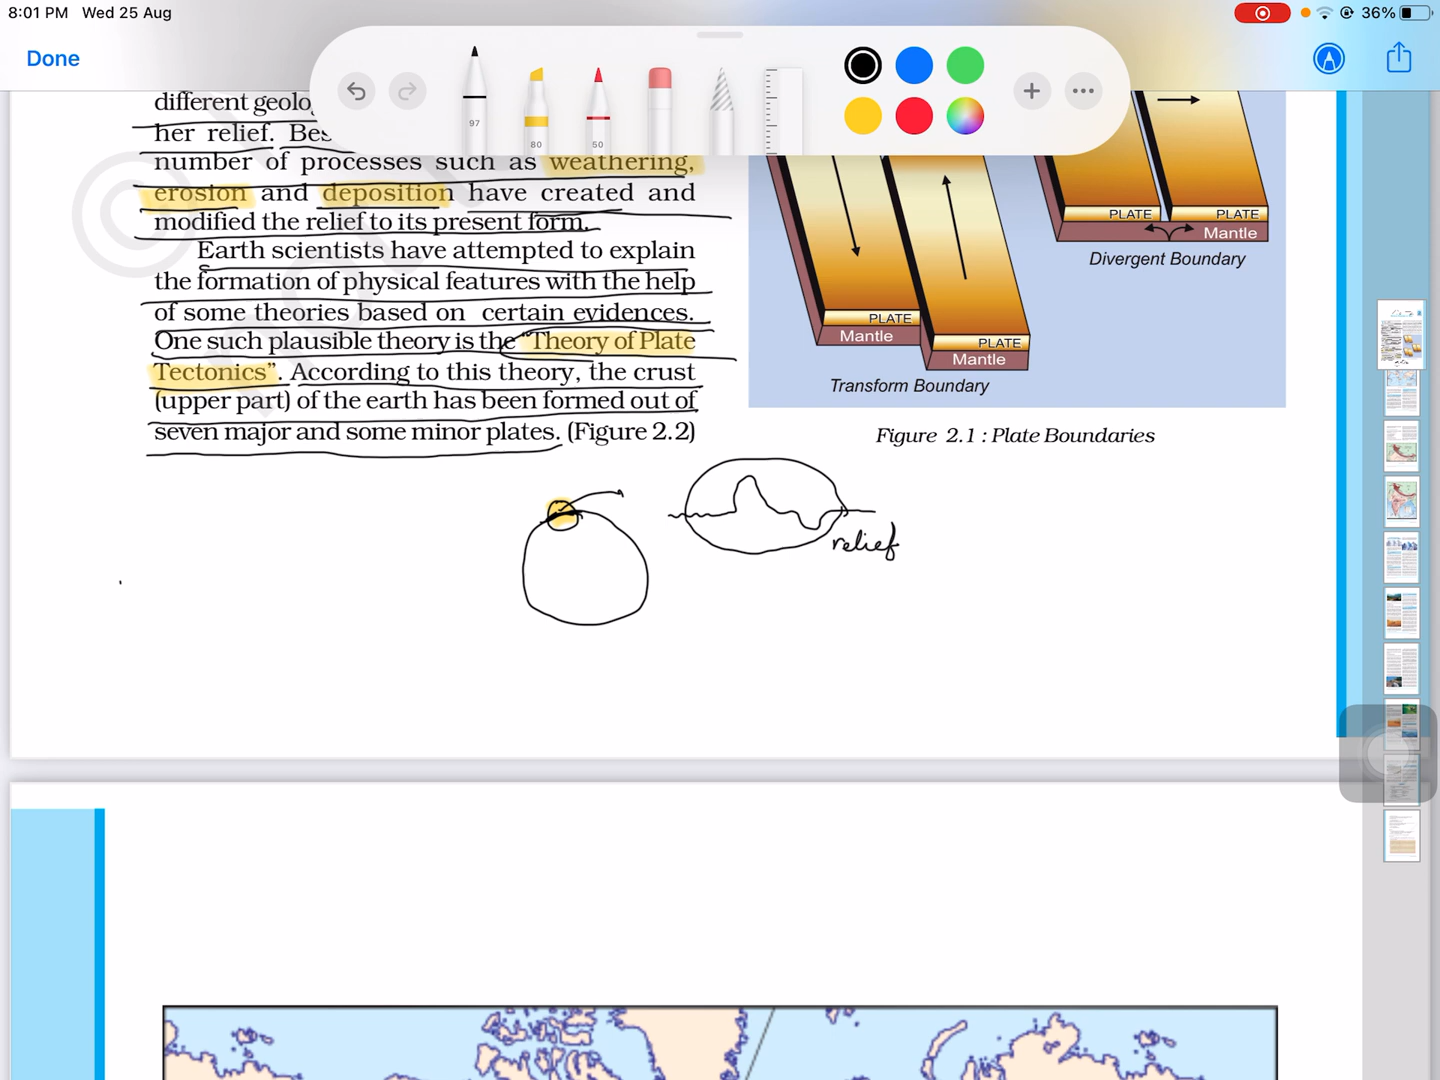 8:01 PM Wed 25 Aug
36%
Done
97
80
50
different geolo
her relief. Bes
number of processes such as weathering,
erosion and deposition have created and
modified the relief to its present form.
Earth scientists have attempted to explain
the formation of physical features with the help
of some theories based on certain evidences.
One such plausible theory is the “Theory of Plate
Tectonics”. According to this theory, the crust
(upper part) of the earth has been formed out of
seven major and some minor plates. (Figure 2.2)
PLATE
PLATE
Mantle
Divergent Boundary
PLATE
Mantle
PLATE
Mantle
Transform Boundary
Figure 2.1 : Plate Boundaries
relief